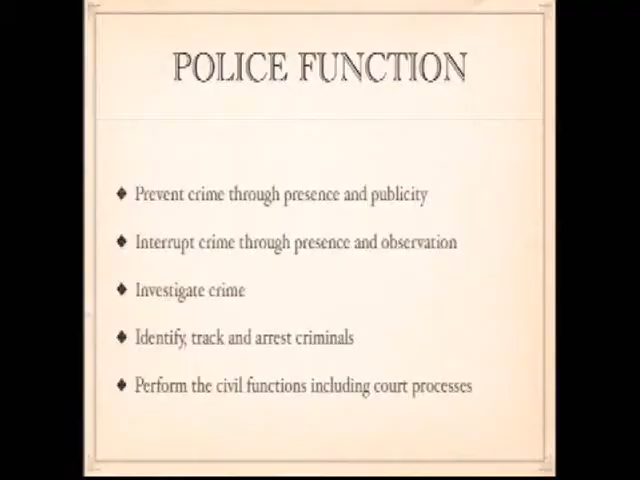 POLICE FUNCTION
Prevent crime through presence and publicity
Interrupt crime through presence and observation
Investigate crime
Identify, track and arrest criminals
Perform the civil functions including court processes